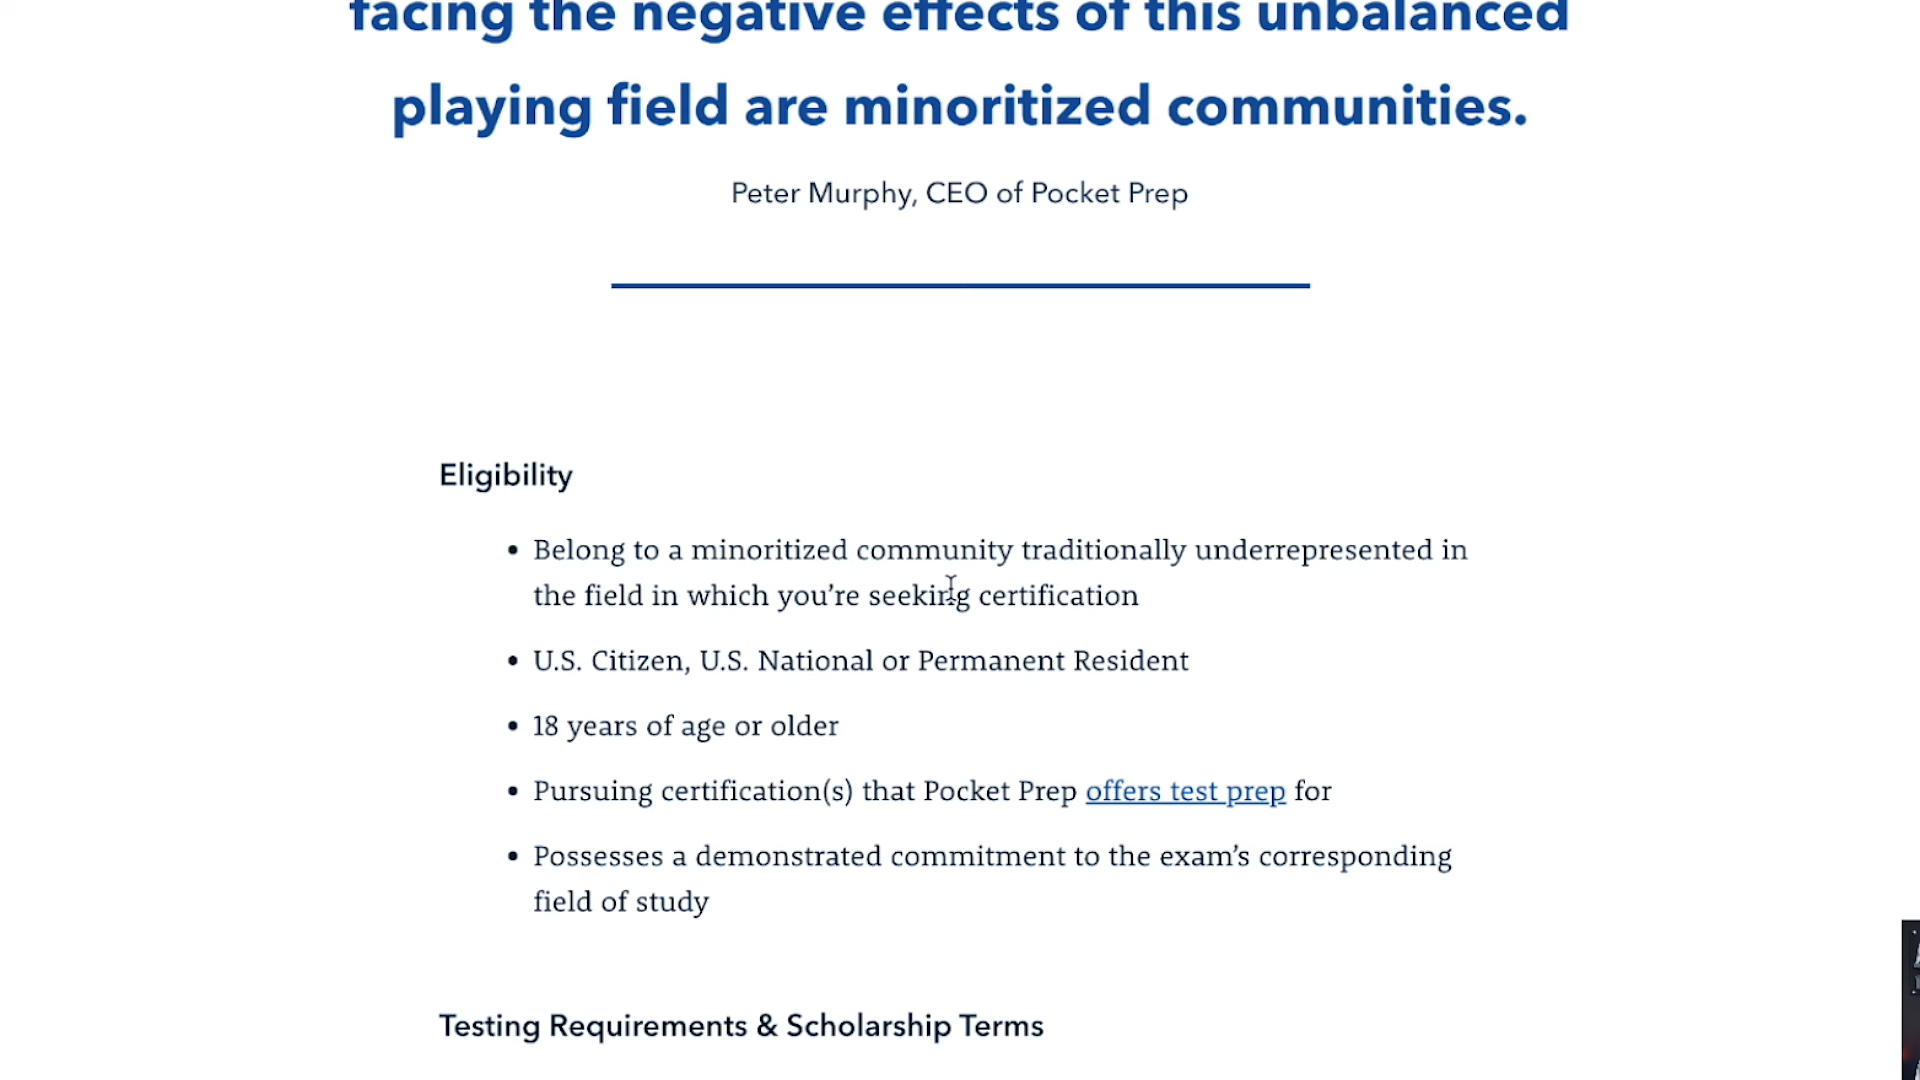 facing the negative effects of this unbalanced
playing field are minoritized communities.
Peter Murphy, CEO of Pocket Prep
Eligibility
• Belong to a minoritized community traditionally underrepresented in
the field in which you’re seeking certification
• U.S. Citizen, U.S. National or Permanent Resident
• 18 years of age or older
• Pursuing certification(s) that Pocket Prep offers test prep for
• Possesses a demonstrated commitment to the exam’s corresponding
field of study
Testing Requirements & Scholarship Terms